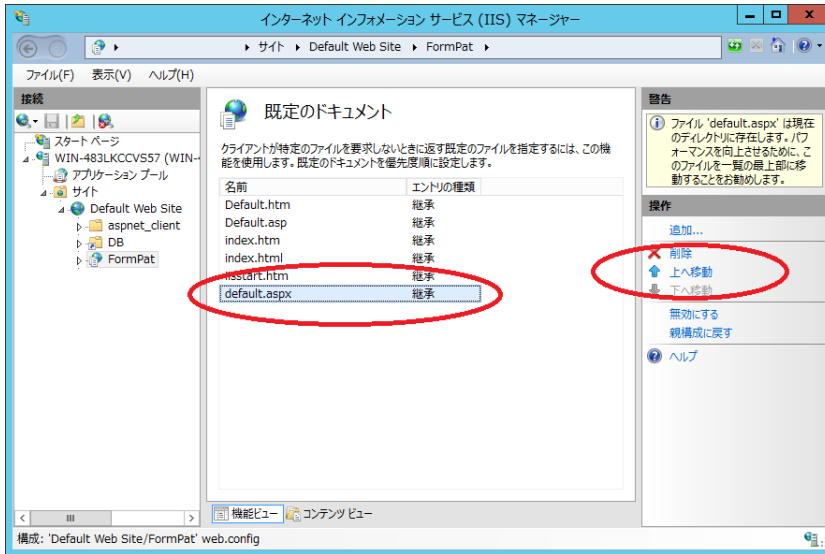 インターネット インフォメーション サービス (IIS) マネージャー
サイト Default Web Site FormPat
ファイル(F) 表示(V) ヘルプ(H)
接続
スタート ページ
WIN-483LKCCVS57 (WIN-
アプリケーション プール
サイト
Default Web Site
aspnet_client
DB
FormPat
既定のドキュメント
クライアントが特定のファイルを要求しないときに返す既定のファイルを指定するには、この機
能を使用します。既定のドキュメントを優先度順に設定します。
名前 エントリの種類
Default.htm 継承
Default.asp 継承
index.htm 継承
index.html 継承
iisstart.htm 継承
default.aspx 継承
機能ビュー コンテンツ ビュー
警告
ファイル 'default.aspx' は現在
のディレクトリに存在します。パフ
ォーマンスを向上させるために、こ
のファイルを一覧の最上部に移
動することをお勧めします。
操作
追加...
削除
上へ移動
下へ移動
無効にする
親構成に戻す
ヘルプ
構成: 'Default Web Site/FormPat' web.config